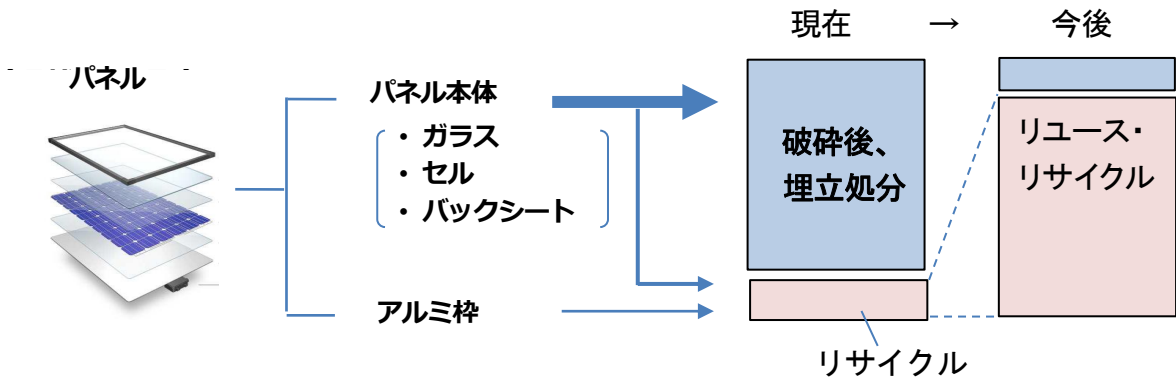 現在 → 今後
パネル
パネル本体
・ ガラス
・ セル
・ バックシート
アルミ枠
破砕後、
埋立処分
リユース・
リサイクル
リサイクル